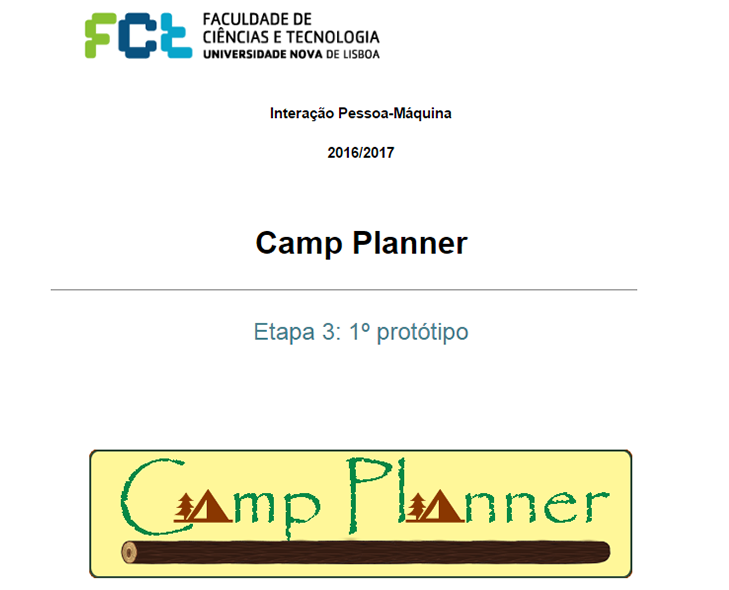 FCt
FACULDADE DE
CIÊNCIAS E TECNOLOGIA
UNIVERSIDADE NOVA DE LISBOA
Interação Pessoa-Máquina
2016/2017
Camp Planner
Etapa 3: 1º protótipo
Camp Planner